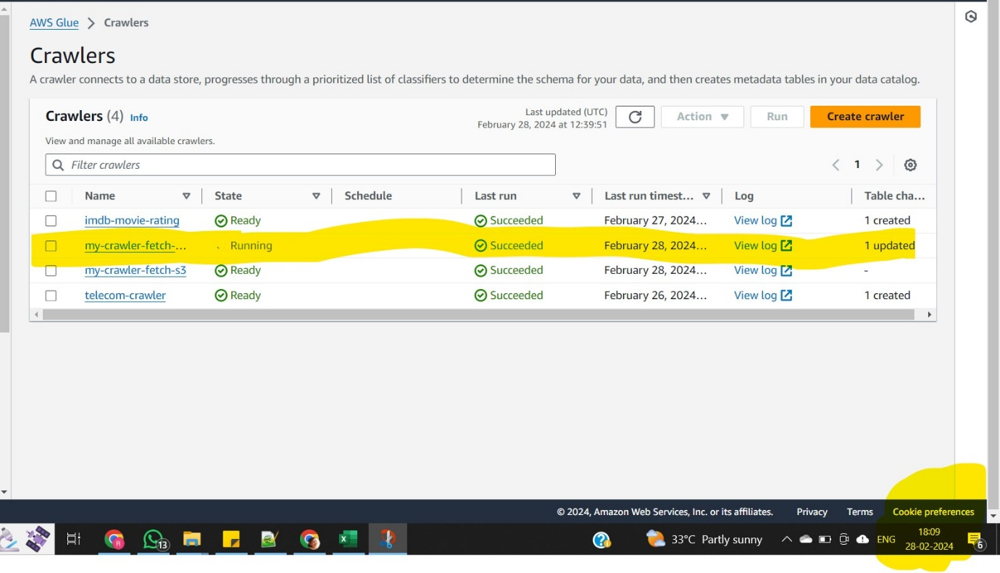 AWS Glue > Crawlers
Crawlers
A crawler connects to a data store, progresses through a prioritized list of classifiers to determine the schema for your data, and then creates metadata tables in your data catalog.
Crawlers (4) Info
Last updated (UTC)
February 28, 2024 at 12:39:51
Action
Run
Create crawler
View and manage all available crawlers.
Filter crawlers
1
Name State Schedule Last run Last run timest... Log Table cha...
imdb-movie-rating Ready Succeeded February 27, 2024... View log 1 created
my-crawler-fetch-... Running Succeeded February 28, 2024... View log 1 updated
my-crawler-fetch-s3 Ready Succeeded February 28, 2024... View log -
telecom-crawler Ready Succeeded February 26, 2024... View log 1 created
© 2024, Amazon Web Services, Inc. or its affiliates. Privacy Terms Cookie preferences
R 13 33°C Partly sunny ENG 18:09 6
28-02-2024